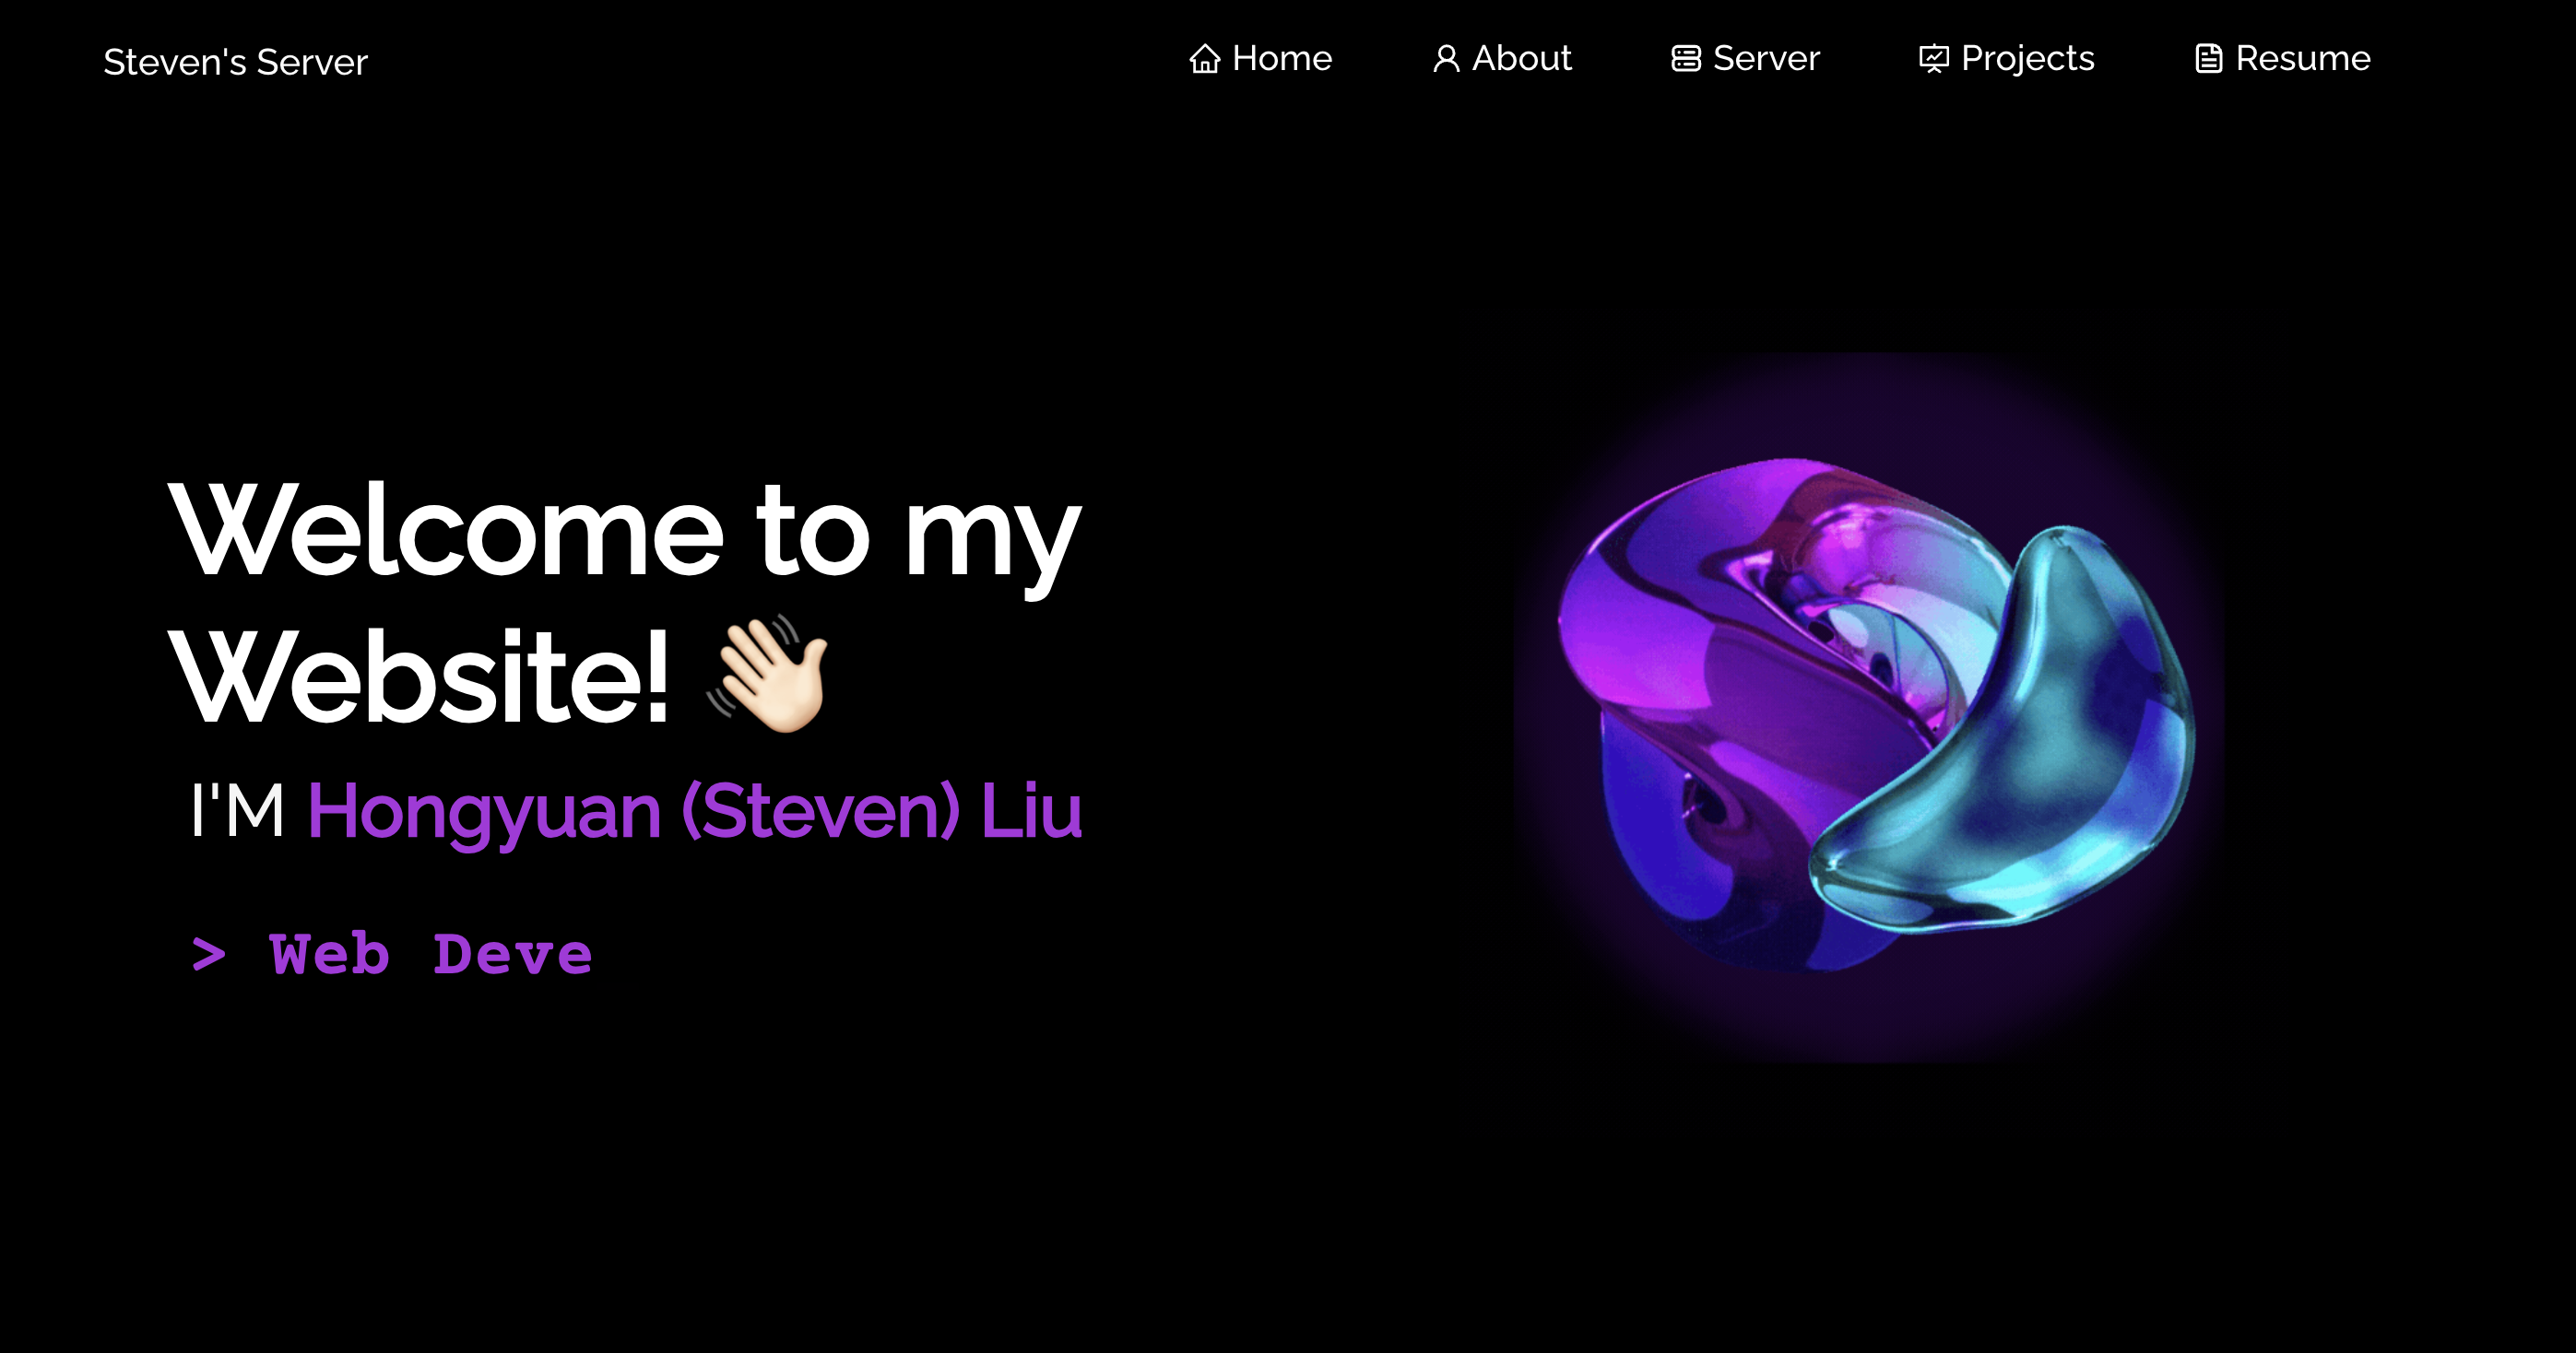 Steven's Server
Home
About
Server
Projects
Resume
Welcome to my
Website! 👋🏻
I'M Hongyuan (Steven) Liu
> Web Deve